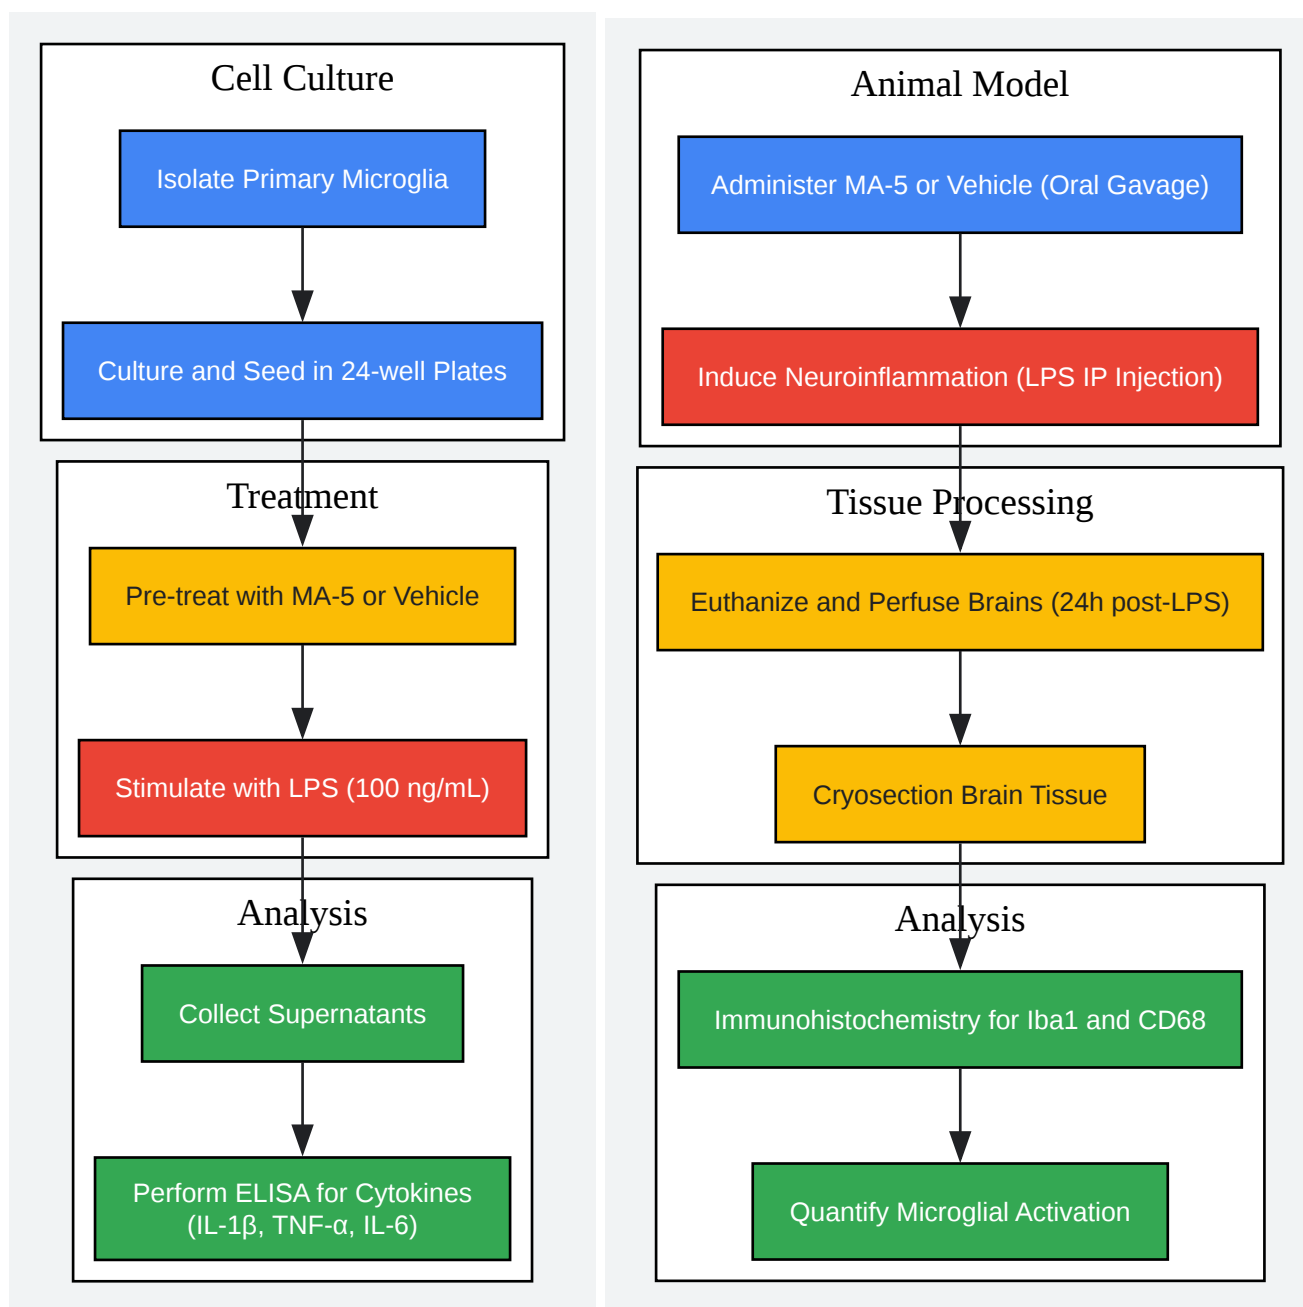 Cell Culture
Isolate Primary Microglia
Culture and Seed in 24-well Plates
Treatment
Pre-treat with MA-5 or Vehicle
Stimulate with LPS (100 ng/mL)
Analysis
Collect Supernatants
Perform ELISA for Cytokines
(IL-1β, TNF-α, IL-6)
Animal Model
Administer MA-5 or Vehicle (Oral Gavage)
Induce Neuroinflammation (LPS IP Injection)
Tissue Processing
Euthanize and Perfuse Brains (24h post-LPS)
Cryosection Brain Tissue
Analysis
Immunohistochemistry for Iba1 and CD68
Quantify Microglial Activation